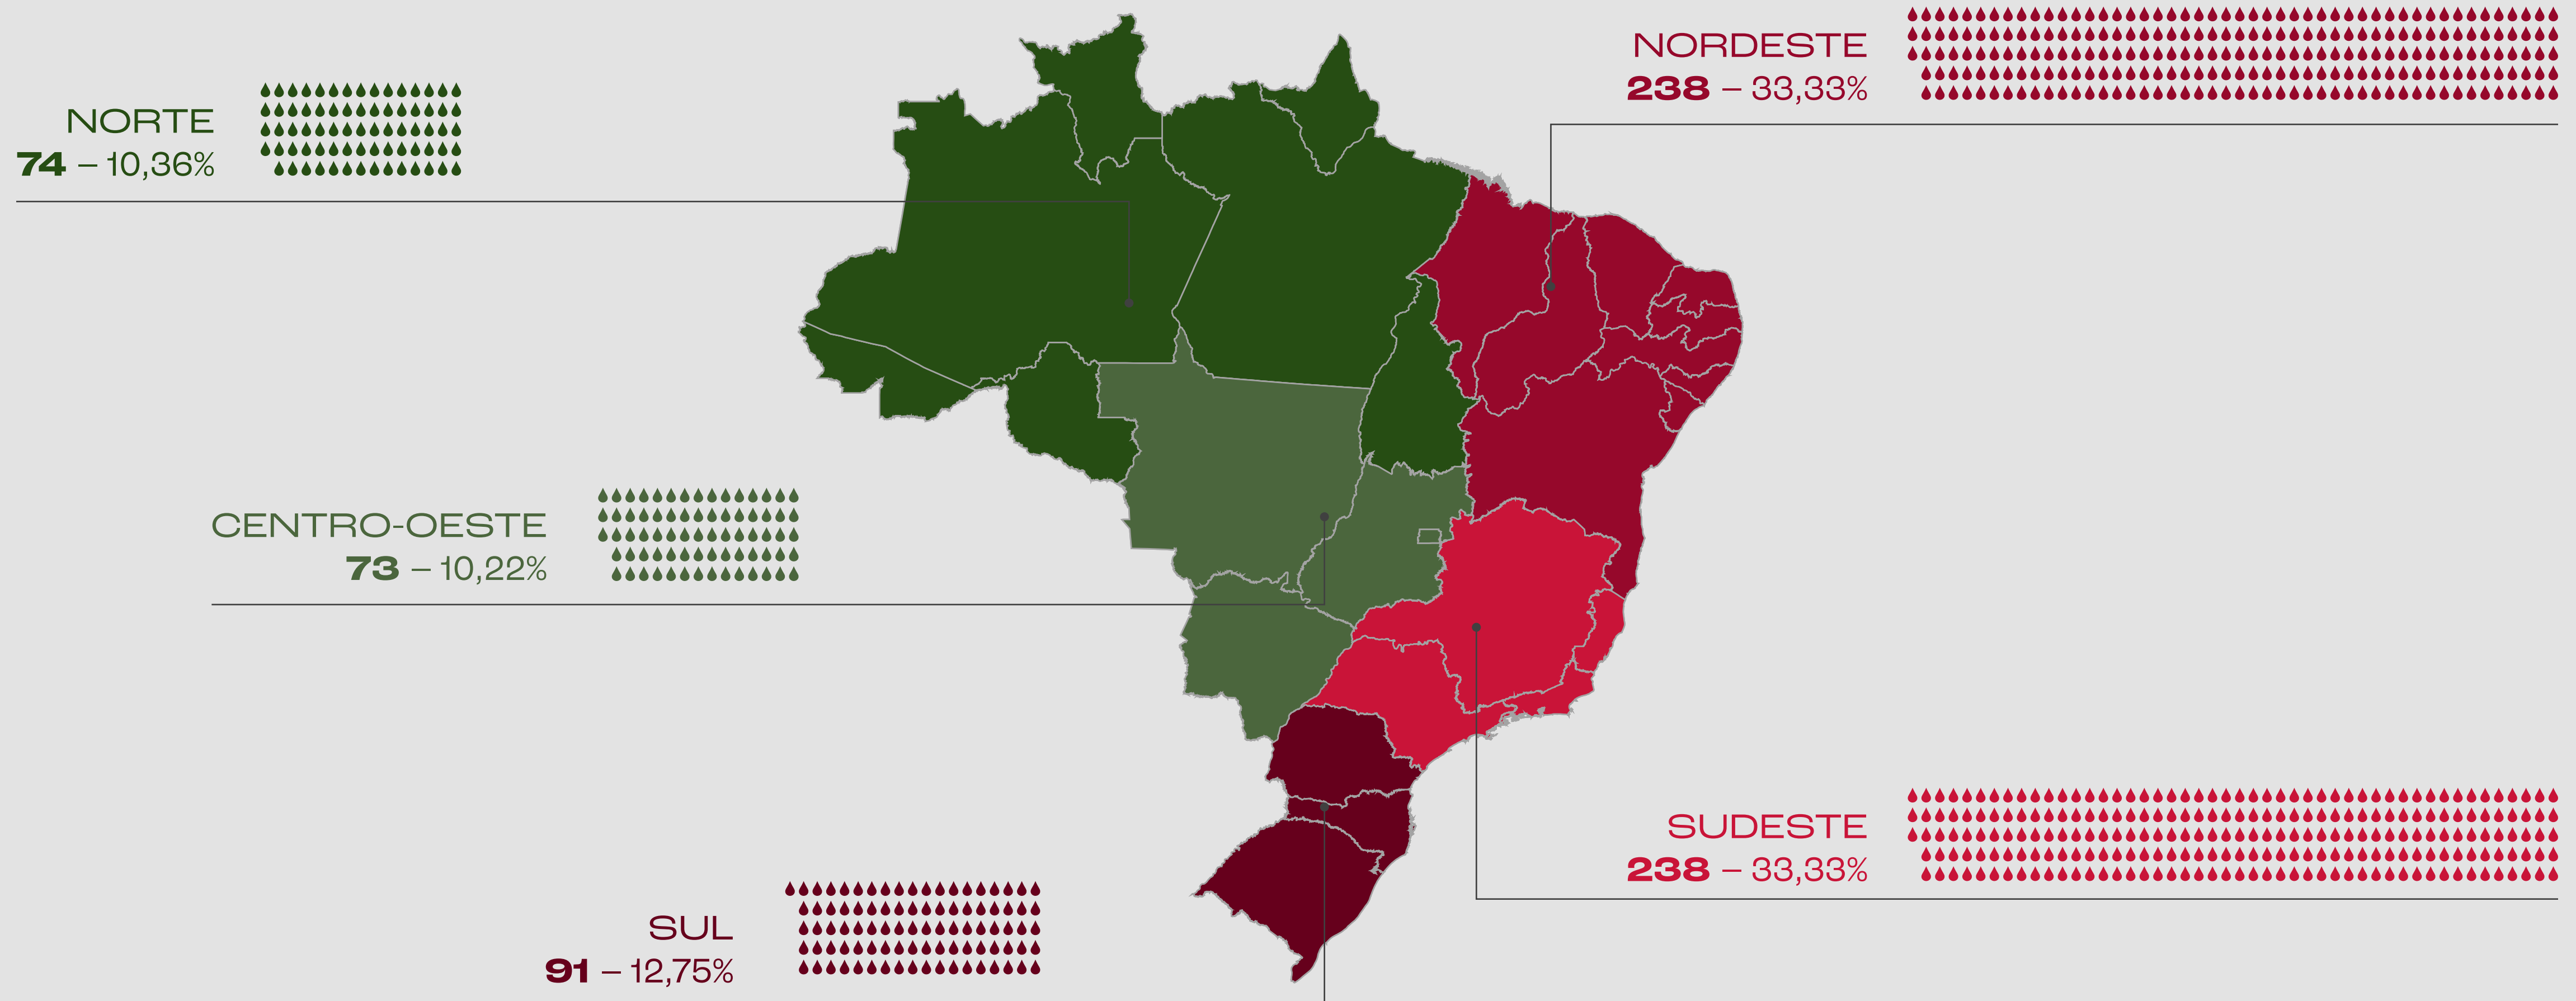 NORTE
74 – 10,36%
NORDESTE
238 – 33,33%
CENTRO-OESTE
73 – 10,22%
SUDESTE
238 – 33,33%
SUL
91 – 12,75%